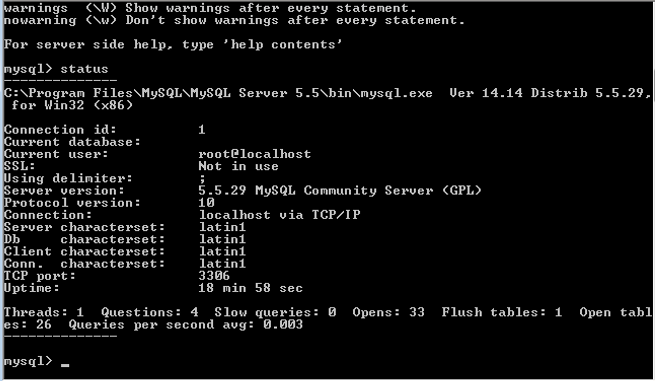 warnings  (\W) Show warnings after every statement.
nowarning (\w) Don't show warnings after every statement.
For server side help, type 'help contents'
mysql> status
--------------
C:\Program Files\MySQL\MySQL Server 5.5\bin\mysql.exe  Ver 14.14 Distrib 5.5.29,
 for Win32 (x86)
Connection id:          1
Current database:
Current user:           root@localhost
SSL:                    Not in use
Using delimiter:        ;
Server version:         5.5.29 MySQL Community Server (GPL)
Protocol version:       10
Connection:             localhost via TCP/IP
Server characterset:    latin1
Db     characterset:    latin1
Client characterset:    latin1
Conn.  characterset:    latin1
TCP port:               3306
Uptime:                 18 min 58 sec
Threads: 1  Questions: 4  Slow queries: 0  Opens: 33  Flush tables: 1  Open tabl
es: 26  Queries per second avg: 0.003
--------------
mysql> _